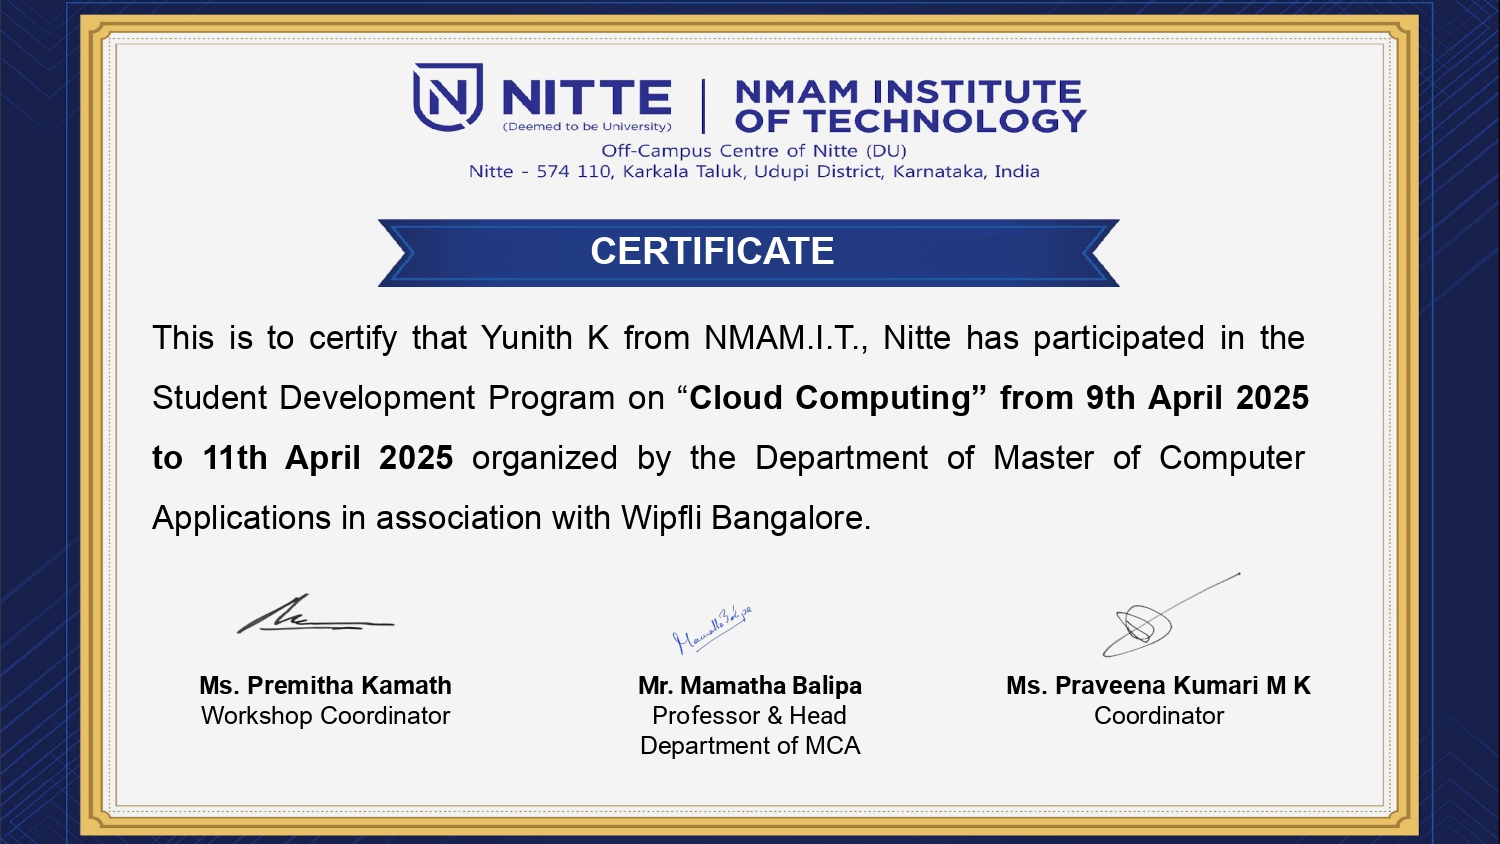 N NITTE
(Deemed to be University)
NMAM INSTITUTE
OF TECHNOLOGY
Off-Campus Centre of Nitte (DU)
Nitte - 574 110, Karkala Taluk, Udupi District, Karnataka, India
CERTIFICATE
This is to certify that Yunith K from NMAM.I.T., Nitte has participated in the
Student Development Program on “Cloud Computing” from 9th April 2025
to 11th April 2025 organized by the Department of Master of Computer
Applications in association with Wipfli Bangalore.
Mamatha Balipa
Ms. Premitha Kamath
Workshop Coordinator
Mr. Mamatha Balipa
Professor & Head
Department of MCA
Ms. Praveena Kumari M K
Coordinator